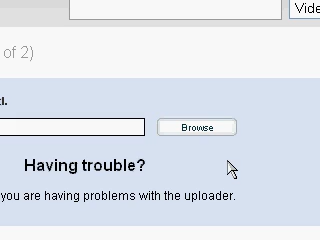 Vide
of 2)
Browse
Having trouble?
you are having problems with the uploader.